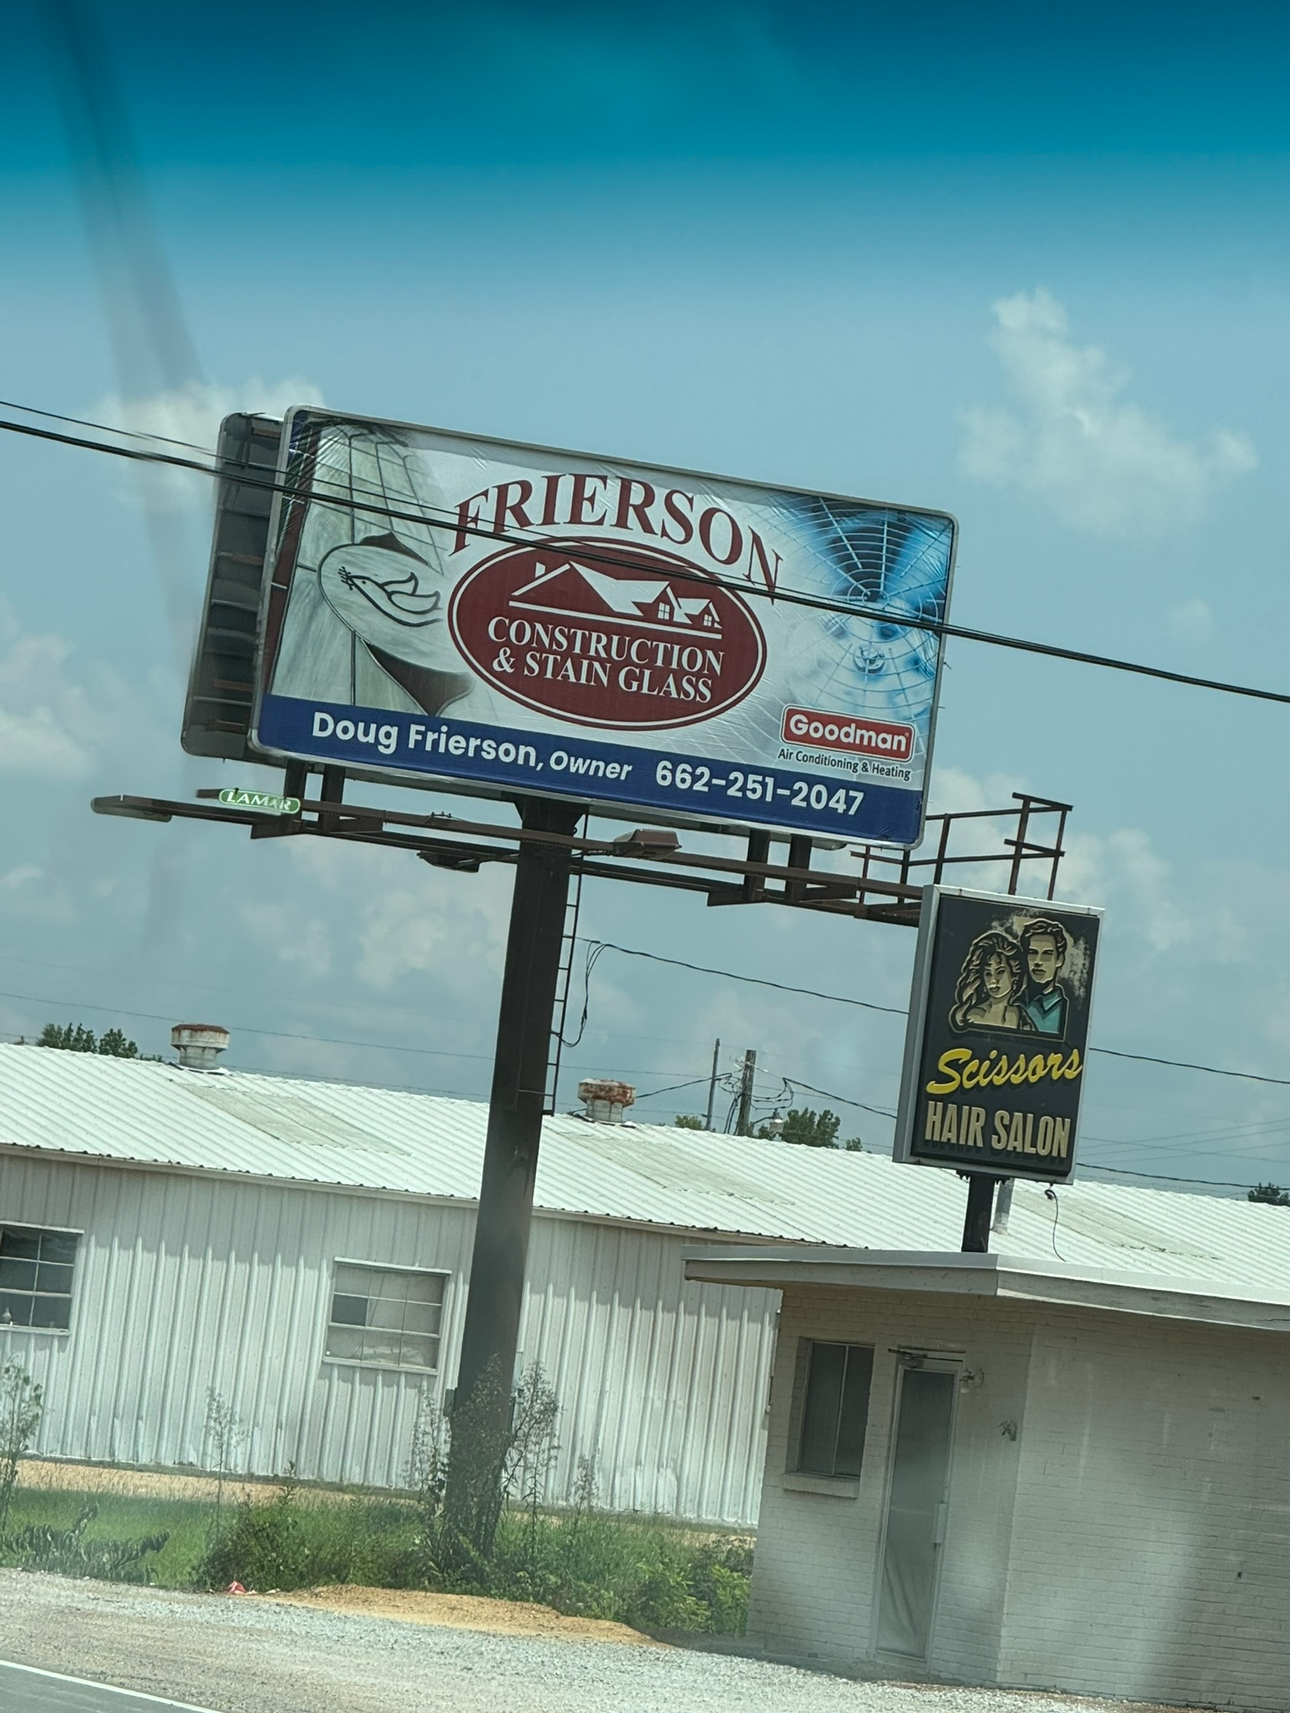 FRIERSON
CONSTRUCTION
& STAIN GLASS
Goodman
Air Conditioning & Heating
Doug Frierson, Owner 662-251-2047
LAMAR
Scissors
HAIR SALON